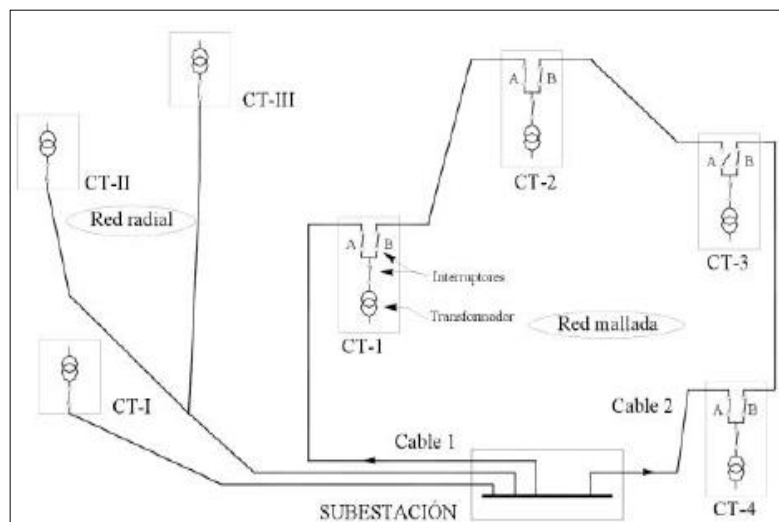 A
B
CT-III
CT-2
CT-II
A
B
Red radial
CT-3
A
B
Interruptores
Transformador
Red mallada
CT-1
CT-I
A
B
Cable 2
Cable 1
SUBESTACIÓN
CT-4